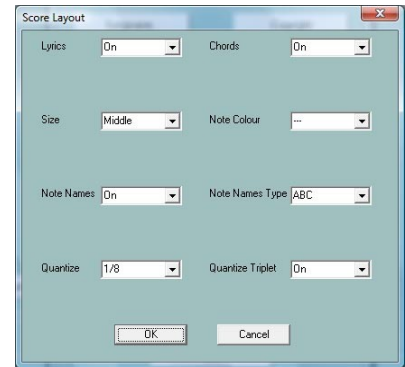 Score Layout
Lyrics On Chords On
Size Middle Note Colour ---
Note Names On Note Names Type ABC
Quantize 1/8 Quantize Triplet On
OK Cancel